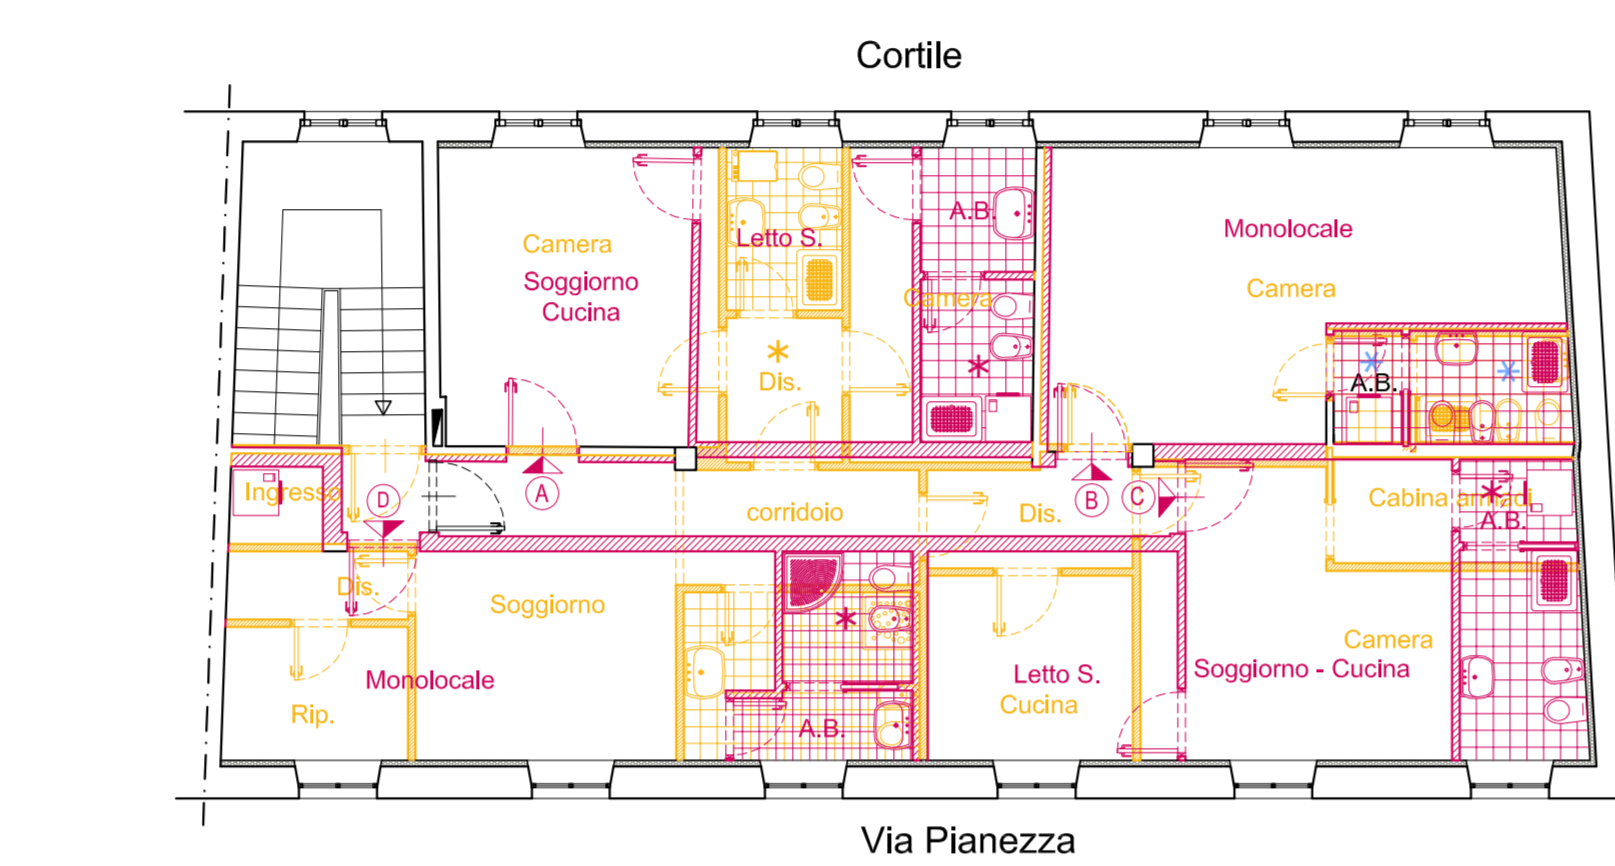 Cortile
A.B.
Monolocale
Letto S.
Camera
Soggiorno
Cucina
Camera
Camera
Dis.
A.B.
Ingresso
D
A
B
C
Cabina armadi
corridoio
Dis.
A.B.
Dis.
Soggiorno
Camera
Monolocale
Letto S.
Soggiorno - Cucina
Cucina
Rip.
A.B.
Via Pianezza